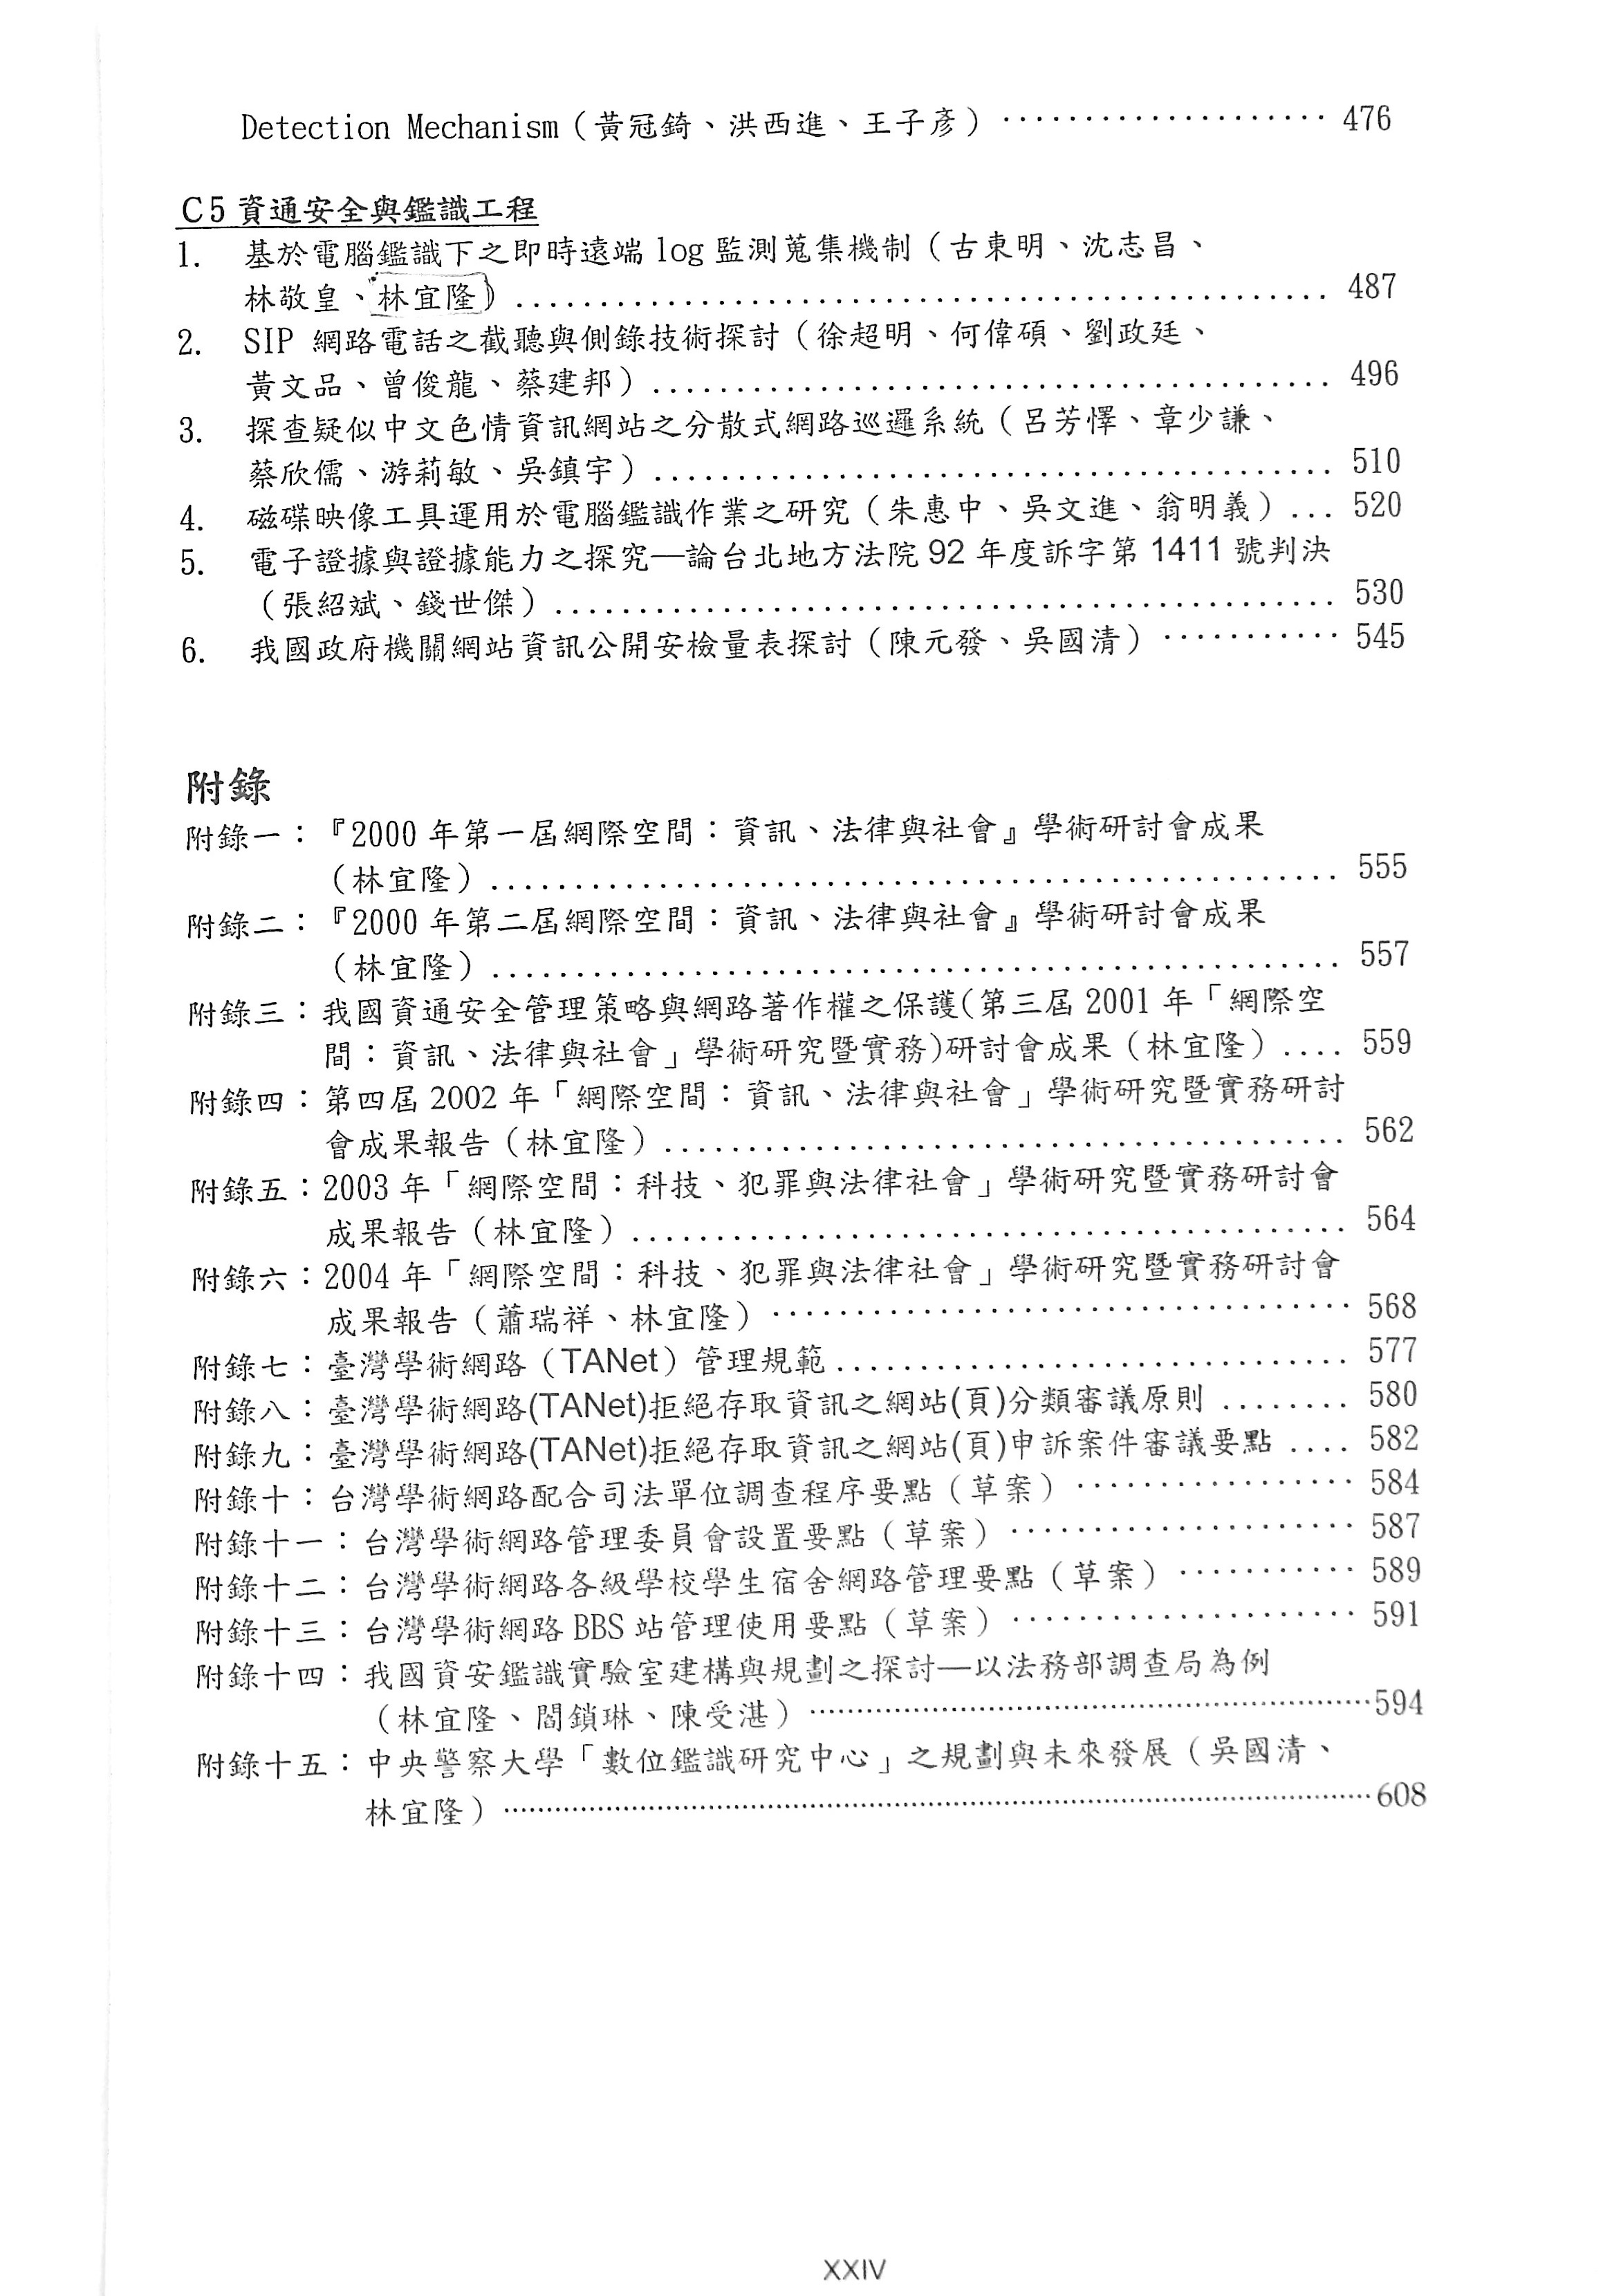 Detection Mechanism（黃冠錡、洪西進、王子彥）···················· 476
C5 資通安全與鑑識工程
1. 基於電腦鑑識下之即時遠端 log 監測蒐集機制（古東明、沈志昌、
林敬皇、林宜隆）................................................. 487
2. SIP 網路電話之截聽與側錄技術探討（徐超明、何偉碩、劉政廷、
黃文品、曾俊龍、蔡建邦）......................................... 496
3. 探查疑似中文色情資訊網站之分散式網路巡邏系統（呂芳懌、章少謙、
蔡欣儒、游莉敏、吳鎮宇）......................................... 510
4. 磁碟映像工具運用於電腦鑑識作業之研究（朱惠中、吳文進、翁明義）... 520
5. 電子證據與證據能力之探究—論台北地方法院 92 年度訴字第 1411 號判決
（張紹斌、錢世傑）............................................... 530
6. 我國政府機關網站資訊公開安檢量表探討（陳元發、吳國清）··········· 545
附錄
附錄一：『2000 年第一屆網際空間：資訊、法律與社會』學術研討會成果
（林宜隆）................................................... 555
附錄二：『2000 年第二屆網際空間：資訊、法律與社會』學術研討會成果
（林宜隆）................................................... 557
附錄三：我國資通安全管理策略與網路著作權之保護(第三屆 2001 年「網際空
間：資訊、法律與社會」學術研究暨實務)研討會成果（林宜隆）.... 559
附錄四：第四屆 2002 年「網際空間：資訊、法律與社會」學術研究暨實務研討
會成果報告（林宜隆）......................................... 562
附錄五：2003 年「網際空間：科技、犯罪與法律社會」學術研究暨實務研討會
成果報告（林宜隆）........................................... 564
附錄六：2004 年「網際空間：科技、犯罪與法律社會」學術研究暨實務研討會
成果報告（蕭瑞祥、林宜隆）··································· 568
附錄七：臺灣學術網路（TANet）管理規範............................... 577
附錄八：臺灣學術網路(TANet)拒絕存取資訊之網站(頁)分類審議原則........ 580
附錄九：臺灣學術網路(TANet)拒絕存取資訊之網站(頁)申訴案件審議要點.... 582
附錄十：台灣學術網路配合司法單位調查程序要點（草案）················· 584
附錄十一：台灣學術網路管理委員會設置要點（草案）····················· 587
附錄十二：台灣學術網路各級學校學生宿舍網路管理要點（草案）··········· 589
附錄十三：台灣學術網路 BBS 站管理使用要點（草案）····················· 591
附錄十四：我國資安鑑識實驗室建構與規劃之探討—以法務部調查局為例
（林宜隆、閻鎖琳、陳受湛）··································594
附錄十五：中央警察大學「數位鑑識研究中心」之規劃與未來發展（吳國清、
林宜隆）····················································608
XXIV